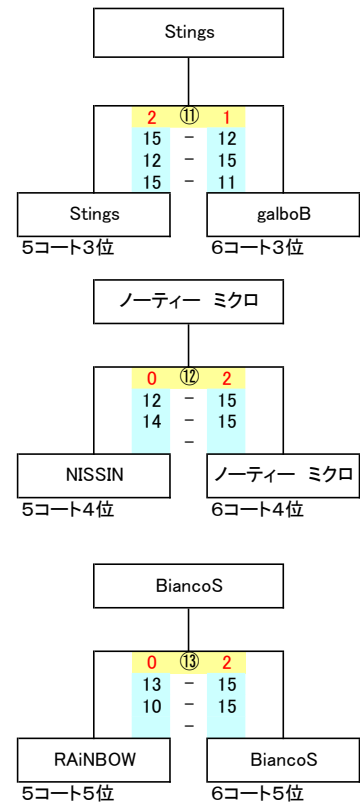 Stings
2 ⑪ 1
15 - 12
12 - 15
15 - 11
Stings galboB
5コート3位 6コート3位
ノーティー ミクロ
0 ⑫ 2
12 - 15
14 - 15
-
NISSIN ノーティー ミクロ
5コート4位 6コート4位
BiancoS
0 ⑬ 2
13 - 15
10 - 15
-
RAiNBOW BiancoS
5コート5位 6コート5位